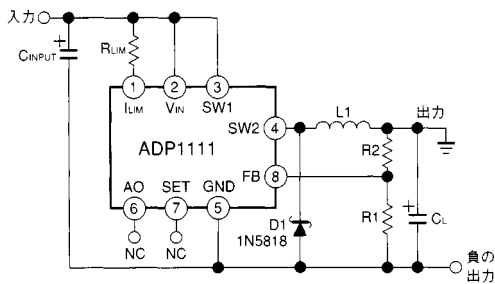 入力
CINPUT
+
RLIM
1
2
3
ILIM
VIN
SW1
SW2
4
L1
出力
ADP1111
R2
FB
8
AO
SET
GND
6
7
5
D1
1N5818
R1
+
CL
NC
NC
負の
出力